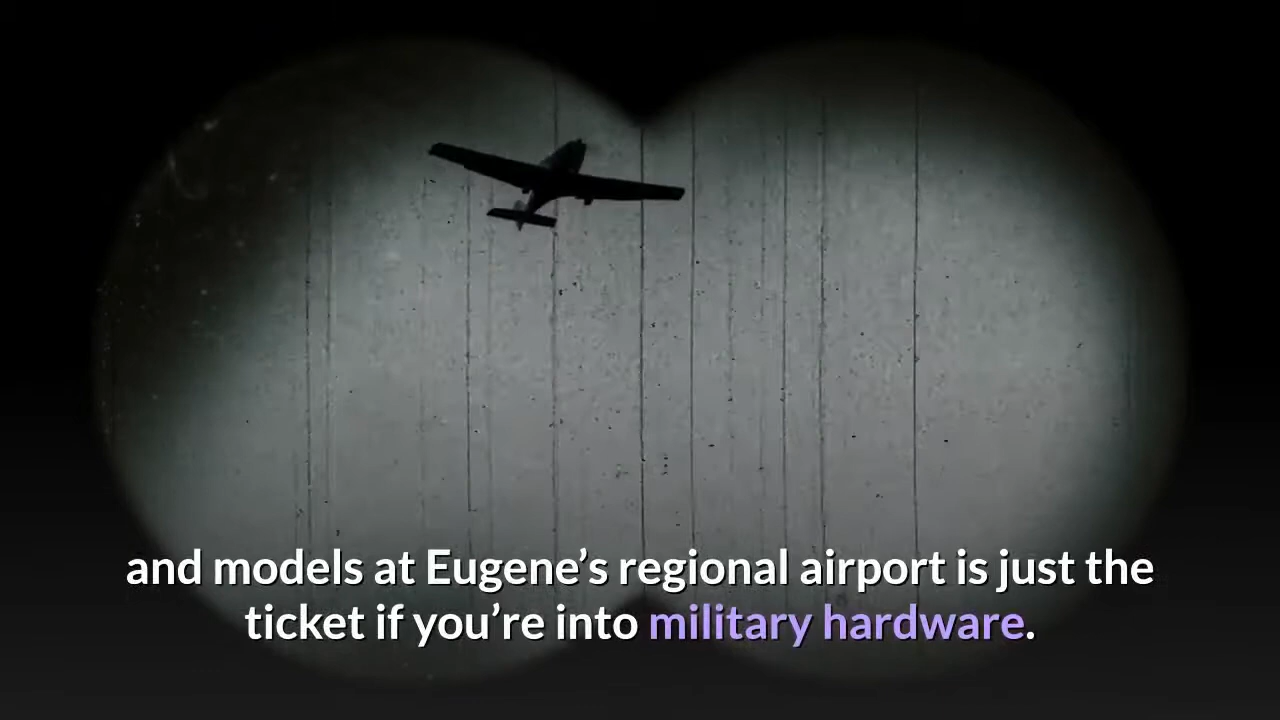 and models at Eugene’s regional airport is just the
ticket if you’re into military hardware.